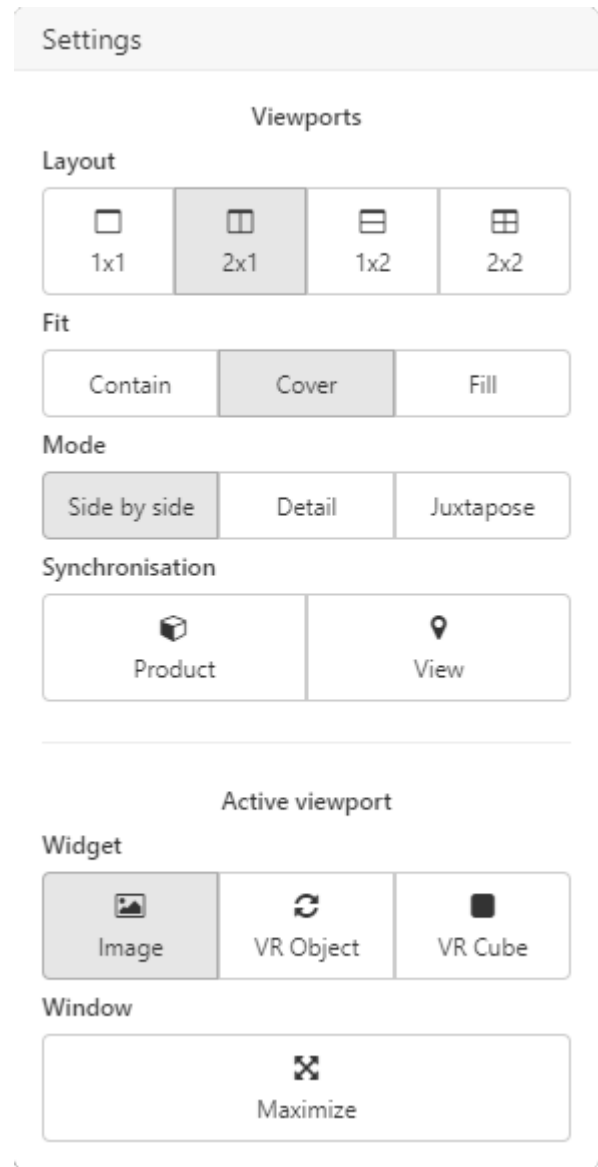 Settings
Viewports
Layout
1x1 2x1 1x2 2x2
Fit
Contain Cover Fill
Mode
Side by side Detail Juxtapose
Synchronisation
Product View
Active viewport
Widget
Image VR Object VR Cube
Window
Maximize